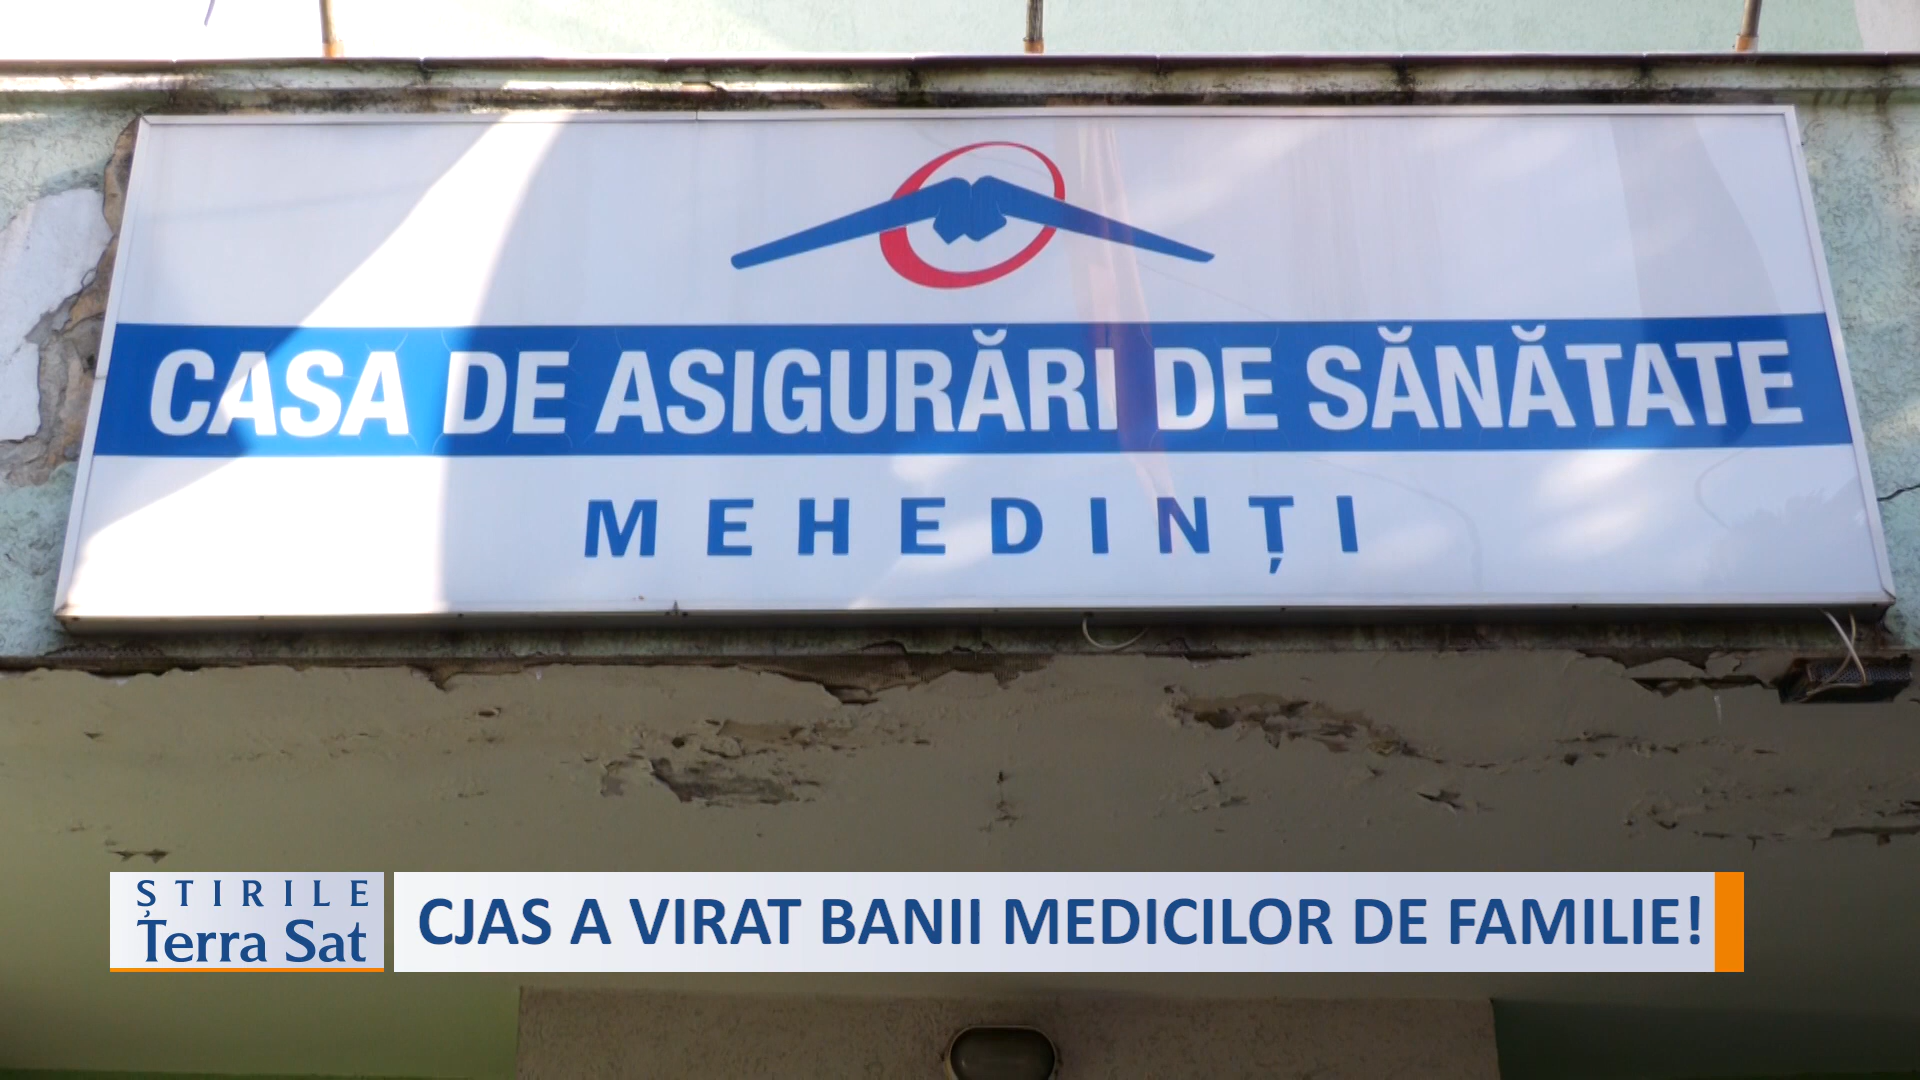 CASA DE ASIGURĂRI DE SĂNĂTATE
MEHEDINȚI
ȘTIRILE
Terra Sat
CJAS A VIRAT BANII MEDICILOR DE FAMILIE!